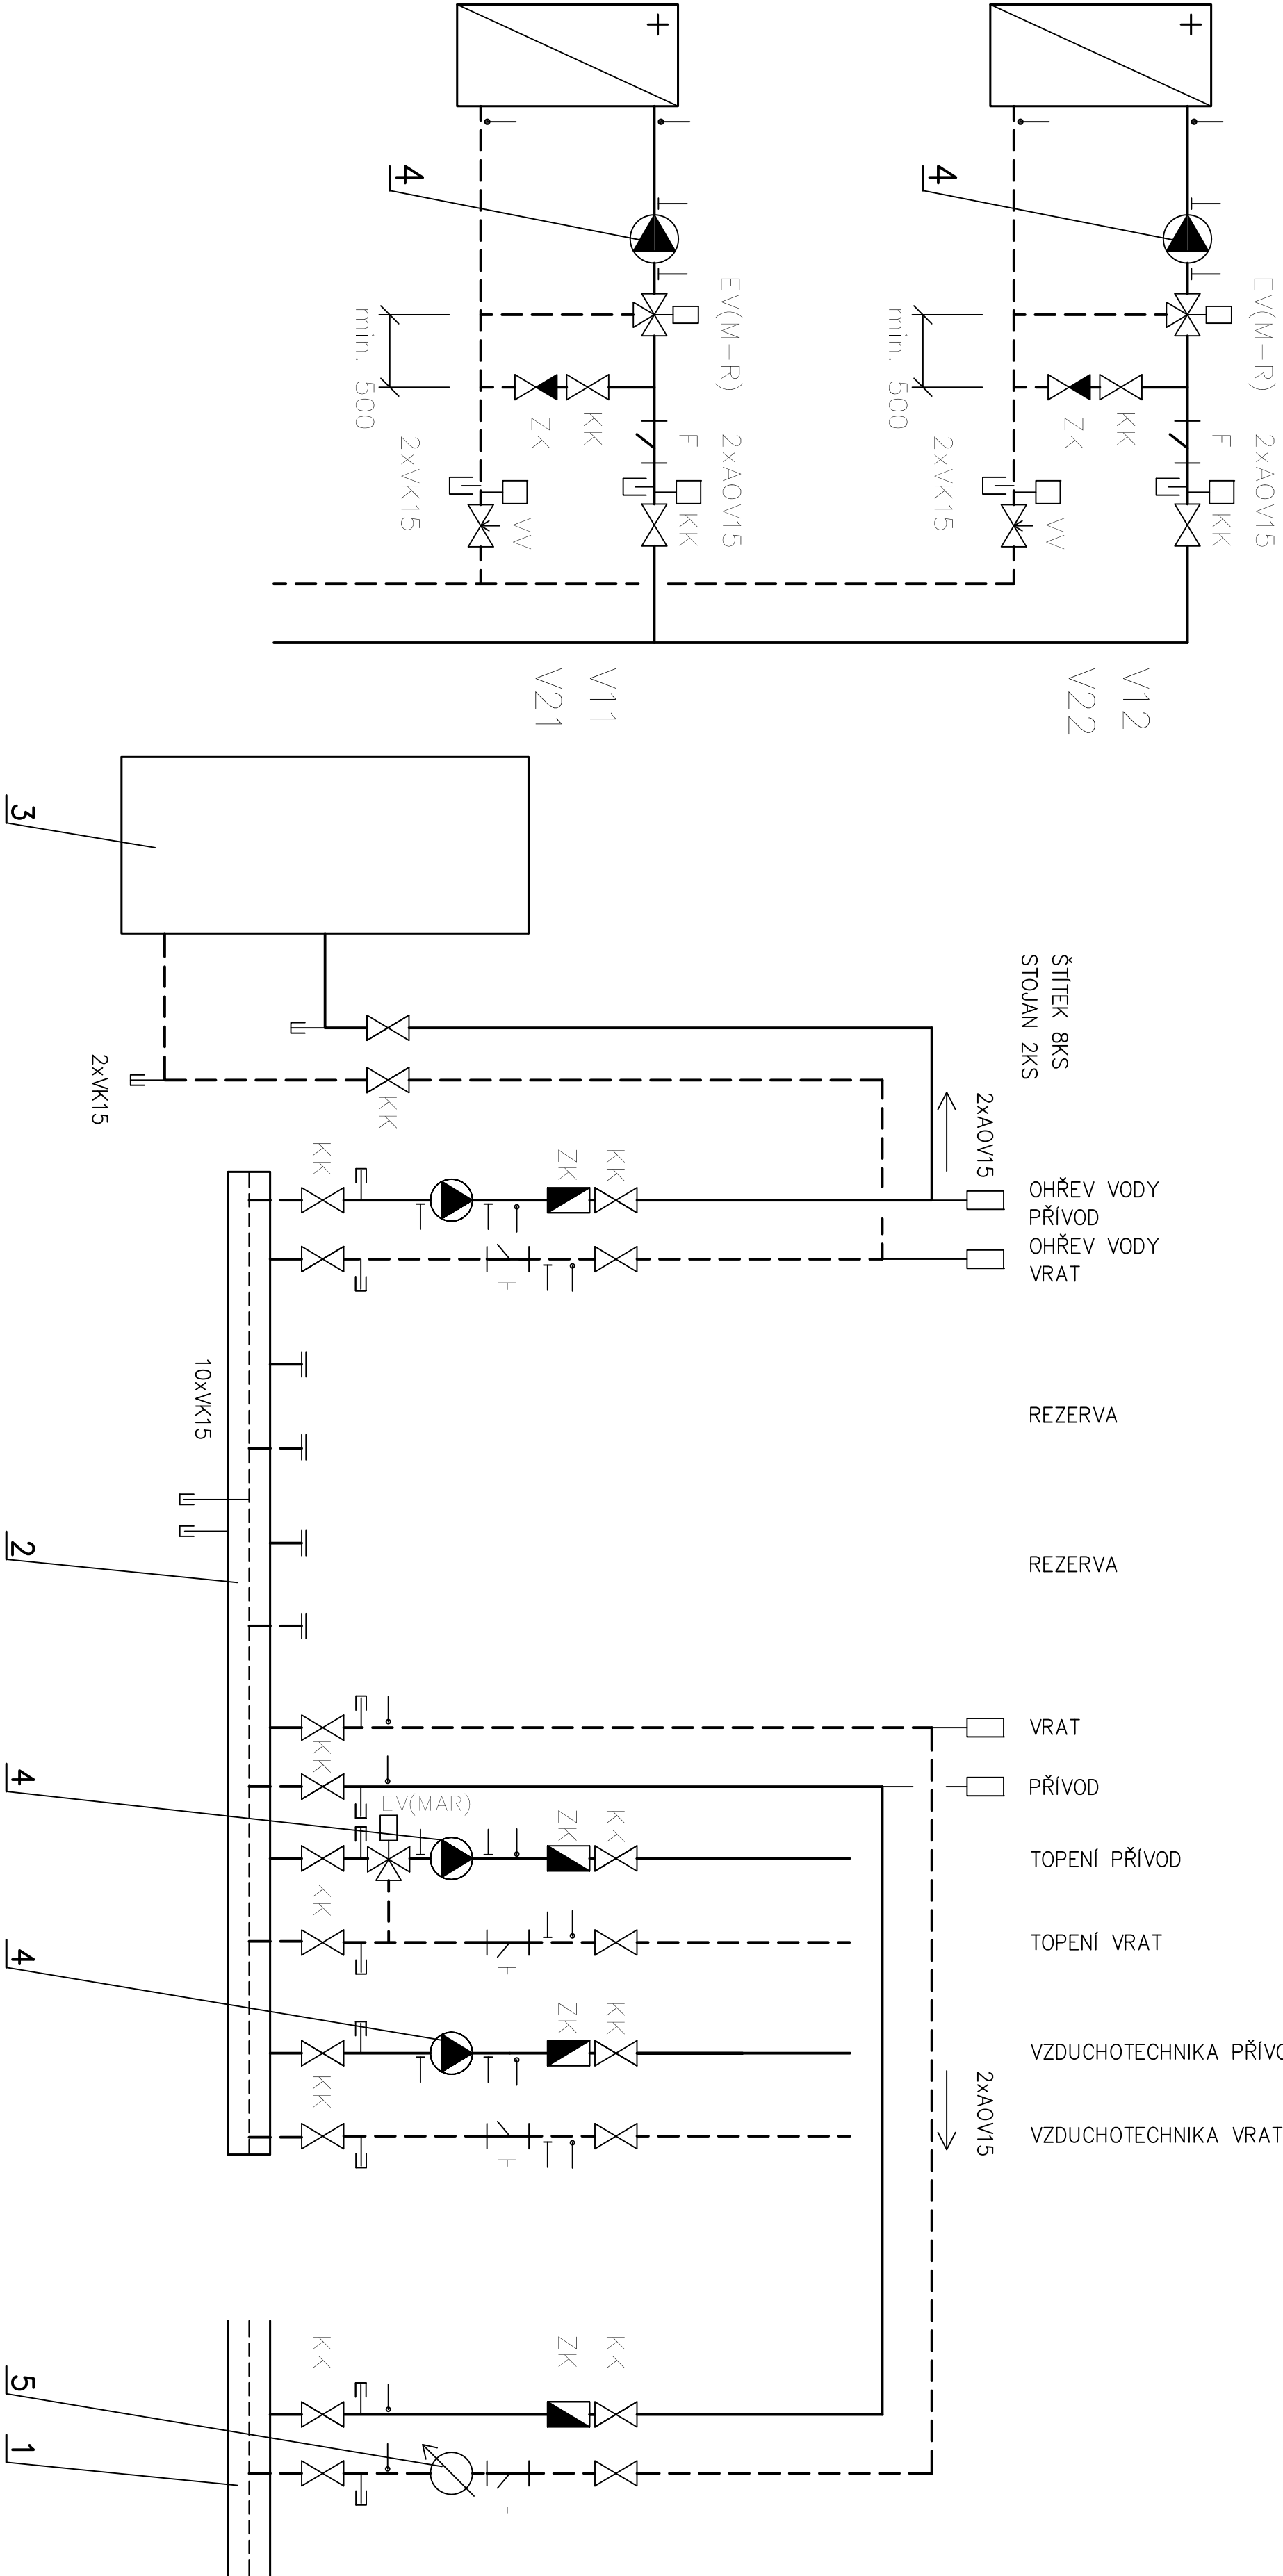 4
4
EV(M+R)
EV(M+R)
min. 500
min. 500
ZK
KK
F
2xAOV15
ZK
KK
F
2xAOV15
2xVK15
VV
KK
2xVK15
VV
KK
V11
V21
V12
V22
3
ŠTÍTEK 8KS
STOJAN 2KS
2xVK15
KK
2xAOV15
KK
ZK
KK
OHŘEV VODY
PŘÍVOD
OHŘEV VODY
VRAT
F
10xVK15
REZERVA
2
REZERVA
VRAT
KK
PŘÍVOD
4
EV(MAR)
ZK
KK
TOPENÍ PŘÍVOD
KK
TOPENÍ VRAT
F
4
ZK
KK
VZDUCHOTECHNIKA PŘÍVO
KK
2xAOV15
VZDUCHOTECHNIKA VRAT
F
KK
ZK
KK
5
1
F